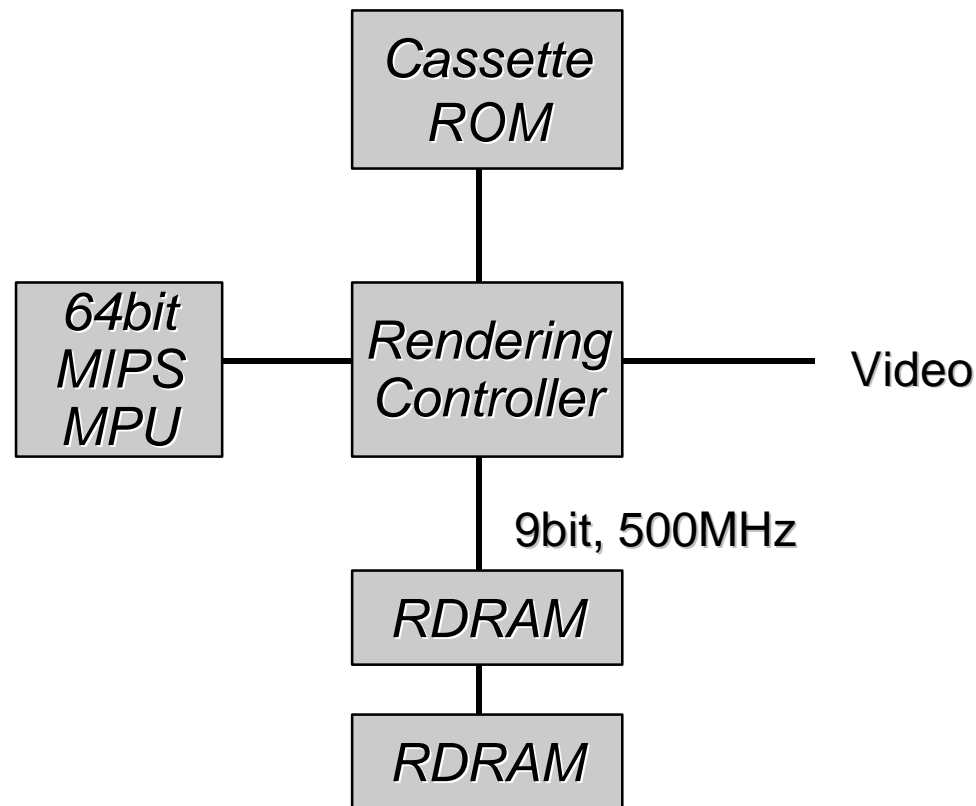 Cassette
ROM
64bit
MIPS
MPU
Rendering
Controller
Video
9bit, 500MHz
RDRAM
RDRAM